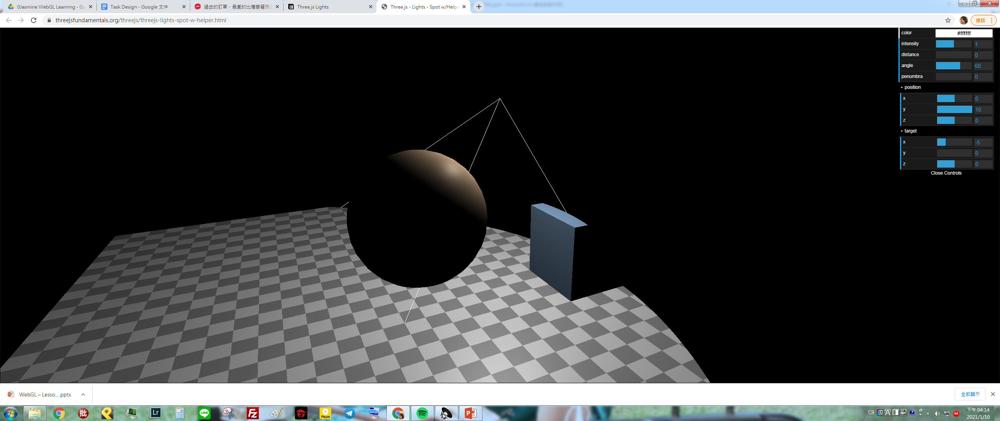 0Jasmine WebGL Learning - Go
Task Design - Google 文件
過去的訂單，最愛的比薩套餐快速
Three.js Lights
Three.js - Lights - Spot w/Helpe
threejsfundamentals.org/threejs/threejs-lights-spot-w-helper.html
錯誤
color #ffffff
intensity 1
distance 0
angle 60
penumbra 0
position
x 0
y 10
z 0
target
x -5
y 0
z 0
Close Controls
WebGL – Lesso....pptx
全部顯示
批
Lr
LINE
Fz
Player
P
CH
A
下午 04:14
2021/1/10